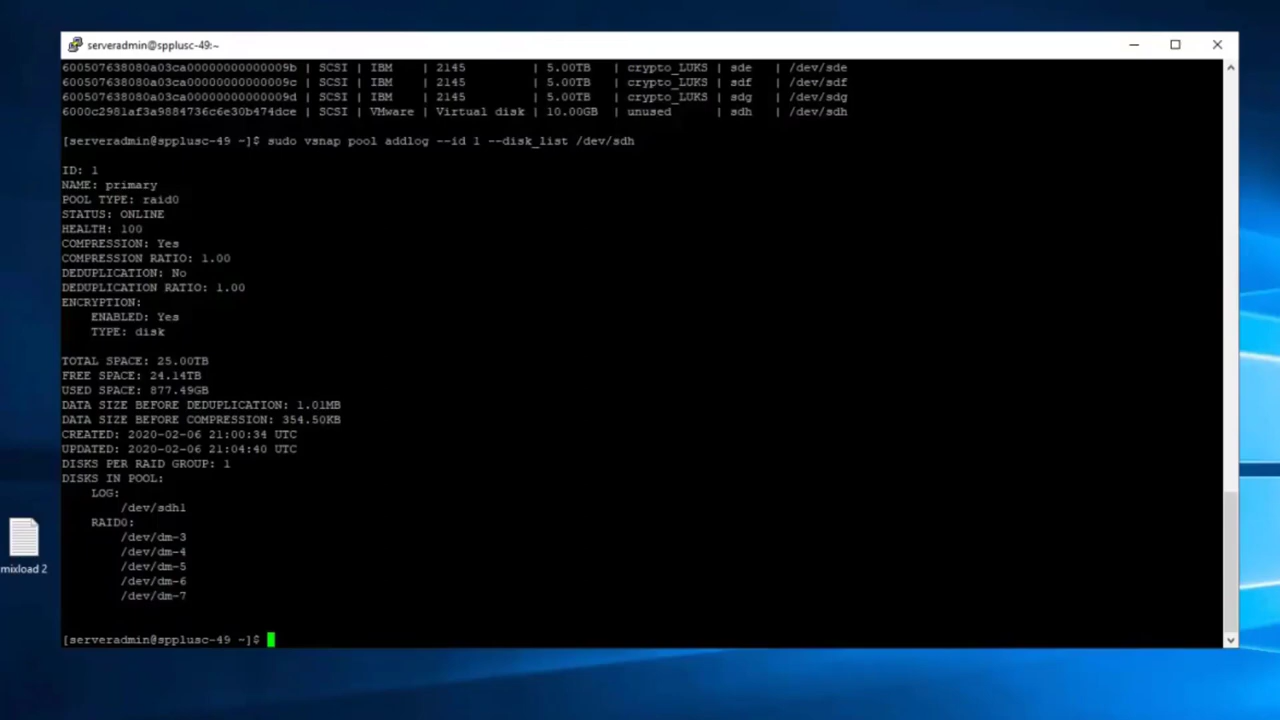 serveradmin@spplusc-49:~
600507638080a03ca00000000000009b | SCSI | IBM | 2145 | 5.00TB | crypto_LUKS | sde | /dev/sde
600507638080a03ca00000000000009c | SCSI | IBM | 2145 | 5.00TB | crypto_LUKS | sdf | /dev/sdf
600507638080a03ca00000000000009d | SCSI | IBM | 2145 | 5.00TB | crypto_LUKS | sdg | /dev/sdg
6000c2981af3a9884736c6e30b474dce | SCSI | VMware | Virtual disk | 10.00GB | unused | sdh | /dev/sdh
[serveradmin@spplusc-49 ~]$ sudo vsnap pool addlog --id 1 --disk_list /dev/sdh
ID: 1
NAME: primary
POOL TYPE: raid0
STATUS: ONLINE
HEALTH: 100
COMPRESSION: Yes
COMPRESSION RATIO: 1.00
DEDUPLICATION: No
DEDUPLICATION RATIO: 1.00
ENCRYPTION:
ENABLED: Yes
TYPE: disk
TOTAL SPACE: 25.00TB
FREE SPACE: 24.14TB
USED SPACE: 877.49GB
DATA SIZE BEFORE DEDUPLICATION: 1.01MB
DATA SIZE BEFORE COMPRESSION: 354.50KB
CREATED: 2020-02-06 21:00:34 UTC
UPDATED: 2020-02-06 21:04:40 UTC
DISKS PER RAID GROUP: 1
DISKS IN POOL:
LOG:
/dev/sdh1
RAID0:
/dev/dm-3
/dev/dm-4
/dev/dm-5
/dev/dm-6
/dev/dm-7
[serveradmin@spplusc-49 ~]$
mixload 2